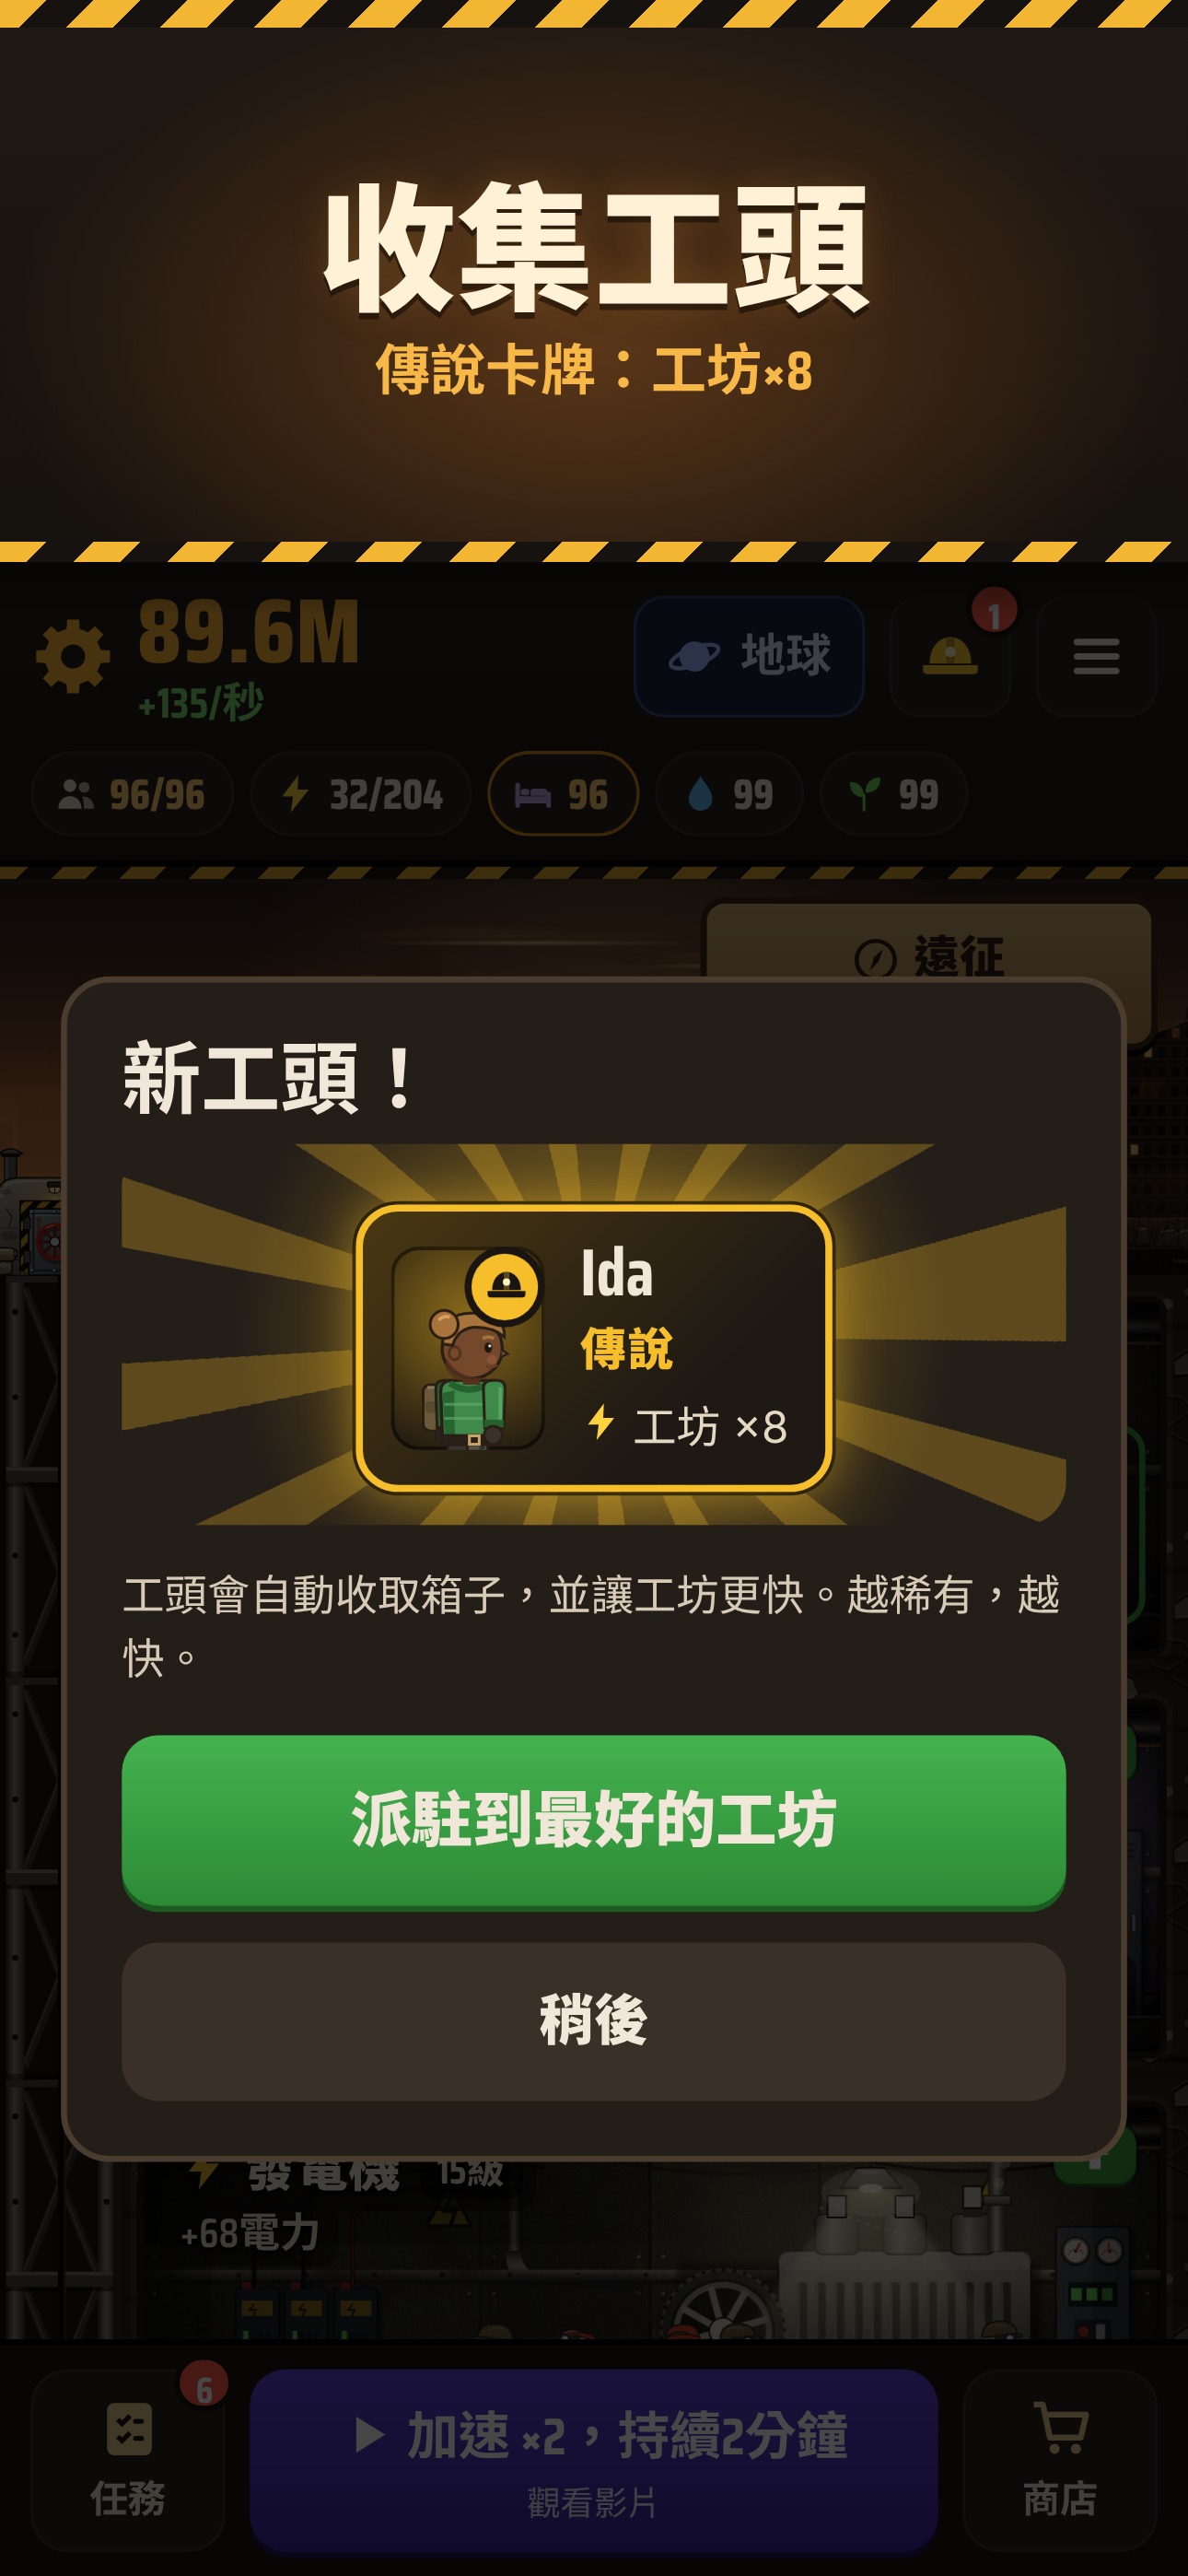 收集工頭
傳說卡牌：工坊×8
89.6M
+135/秒
地球
1
96/96
32/204
96
99
99
遠征
新工頭！
Ida
傳說
工坊 ×8
工頭會自動收取箱子，並讓工坊更快。越稀有，越
快。
派駐到最好的工坊
稍後
發電機
15級
+68電力
6
任務
加速 ×2，持續2分鐘
觀看影片
商店